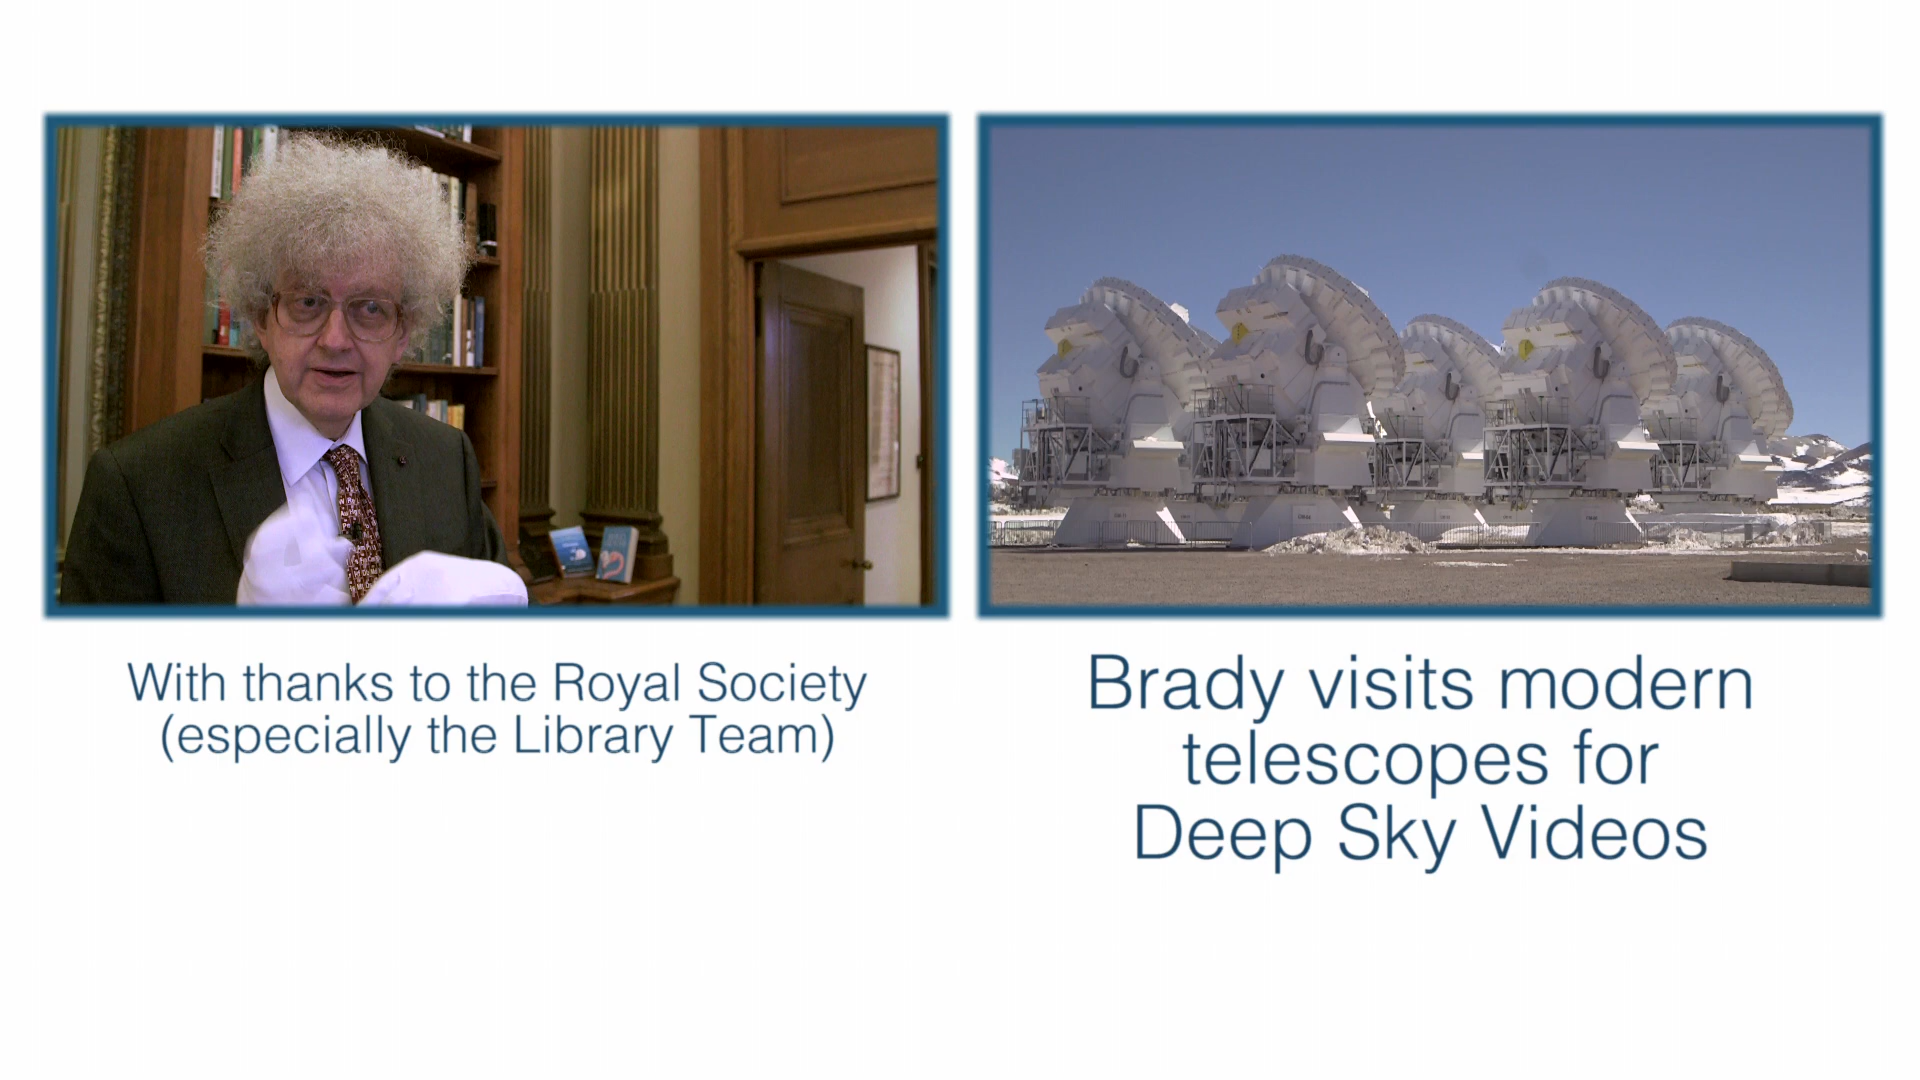 With thanks to the Royal Society
(especially the Library Team)
Brady visits modern
telescopes for
Deep Sky Videos